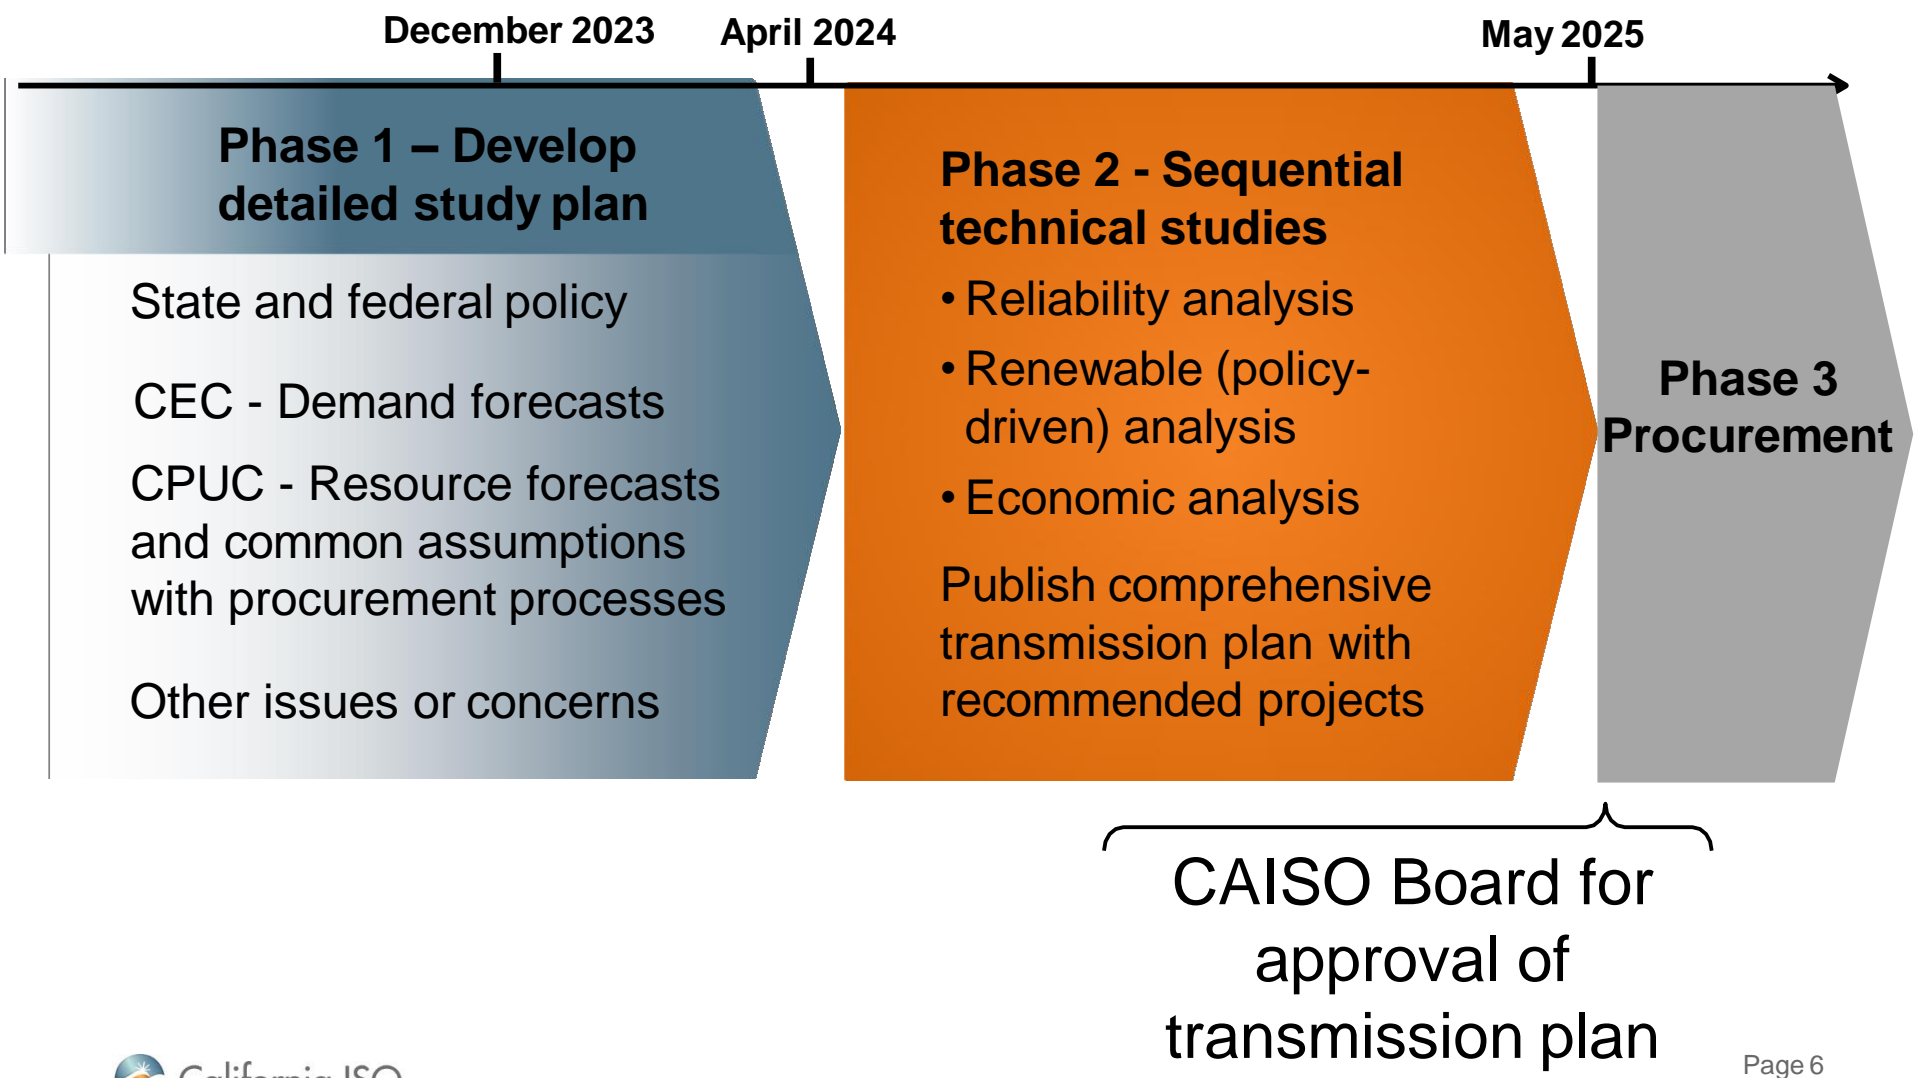 December 2023
April 2024
May 2025
Phase 1 – Develop
detailed study plan
State and federal policy
CEC - Demand forecasts
CPUC - Resource forecasts
and common assumptions
with procurement processes
Other issues or concerns
Phase 2 - Sequential
technical studies
• Reliability analysis
• Renewable (policy-
driven) analysis
• Economic analysis
Publish comprehensive
transmission plan with
recommended projects
Phase 3
Procurement
CAISO Board for
approval of
transmission plan
California ISO
Page 6